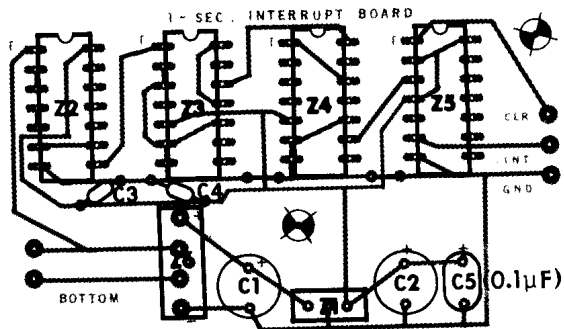 1-SEC. INTERRUPT BOARD
Z2
Z3
Z4
Z5
CLR
INT
GND
C3
C4
Z6
C1
Z1
C2
C5 (0.1µF)
BOTTOM